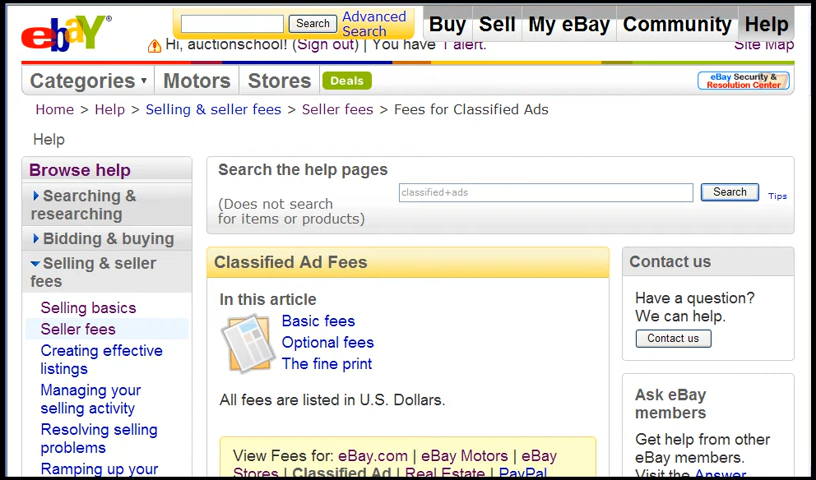 ebaY®
Search
Advanced
Search
Buy
Sell
My eBay
Community
Help
Hi, auctionschool! (Sign out) | You have 1 alert.
Site Map
Categories
Motors
Stores
Deals
eBay Security &
Resolution Center
Home > Help > Selling & seller fees > Seller fees > Fees for Classified Ads
Help
Browse help
Searching &
researching
Bidding & buying
Selling & seller
fees
Selling basics
Seller fees
Creating effective
listings
Managing your
selling activity
Resolving selling
problems
Ramping up your
Search the help pages
(Does not search
for items or products)
classified+ads
Search
Tips
Classified Ad Fees
In this article
Basic fees
Optional fees
The fine print
All fees are listed in U.S. Dollars.
View Fees for: eBay.com | eBay Motors | eBay
Stores | Classified Ad | Real Estate | PayPal
Contact us
Have a question?
We can help.
Contact us
Ask eBay
members
Get help from other
eBay members.
Visit the Answer